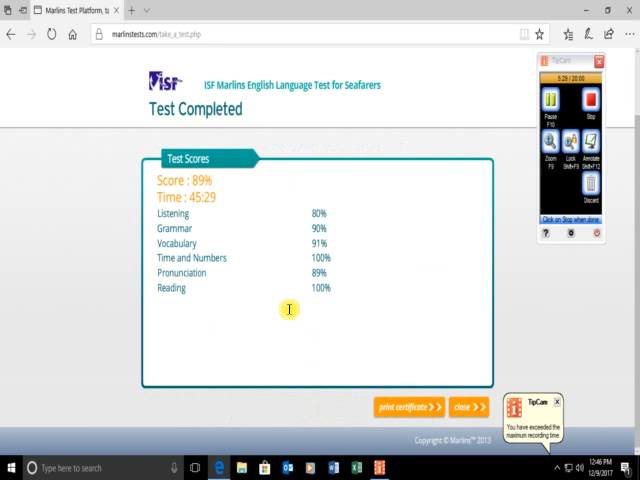 Marlins Test Platform, ta
marlinstests.com/take_a_test.php
ISF
ISF Marlins English Language Test for Seafarers
Test Completed
Test Scores
Score : 89%
Time : 45:29
Listening 80%
Grammar 90%
Vocabulary 91%
Time and Numbers 100%
Pronunciation 89%
Reading 100%
print certificate
close
Copyright © Marlins™ 2013
TipCam
5:29 / 20:00
Pause
F10
Stop
Zoom
F9
Lock
Shift+F9
Annotate
Shift+F12
Discard
Click on Stop when done.
TipCam
You have exceeded the
maximum recording time.
Type here to search
12:46 PM
12/9/2017